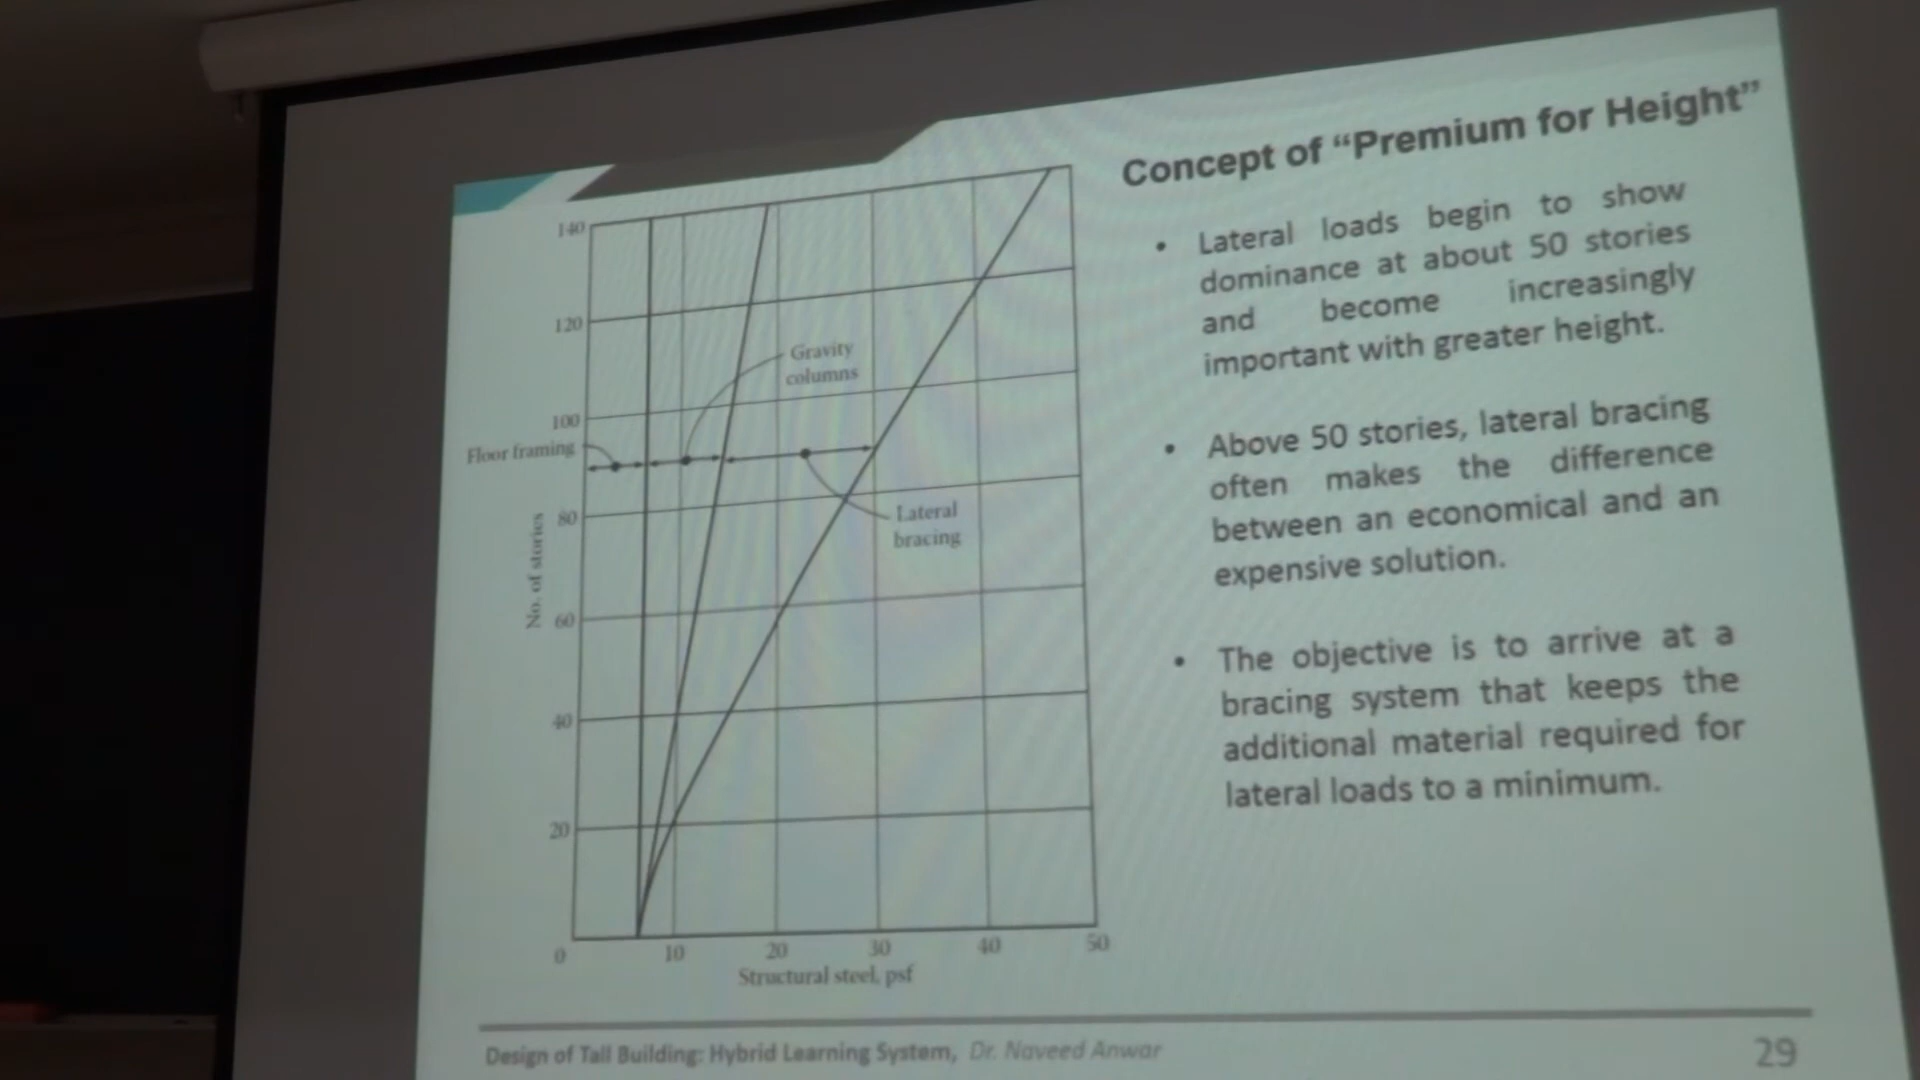 Concept of “Premium for Height”
• Lateral loads begin to show
dominance at about 50 stories
and become increasingly
important with greater height.
• Above 50 stories, lateral bracing
often makes the difference
between an economical and an
expensive solution.
• The objective is to arrive at a
bracing system that keeps the
additional material required for
lateral loads to a minimum.
140
120
100
80
60
40
20
No. of stories
Floor framing
Gravity
columns
Lateral
bracing
0 10 20 30 40 50
Structural steel, psf
Design of Tall Building: Hybrid Learning System, Dr. Naveed Anwar
29